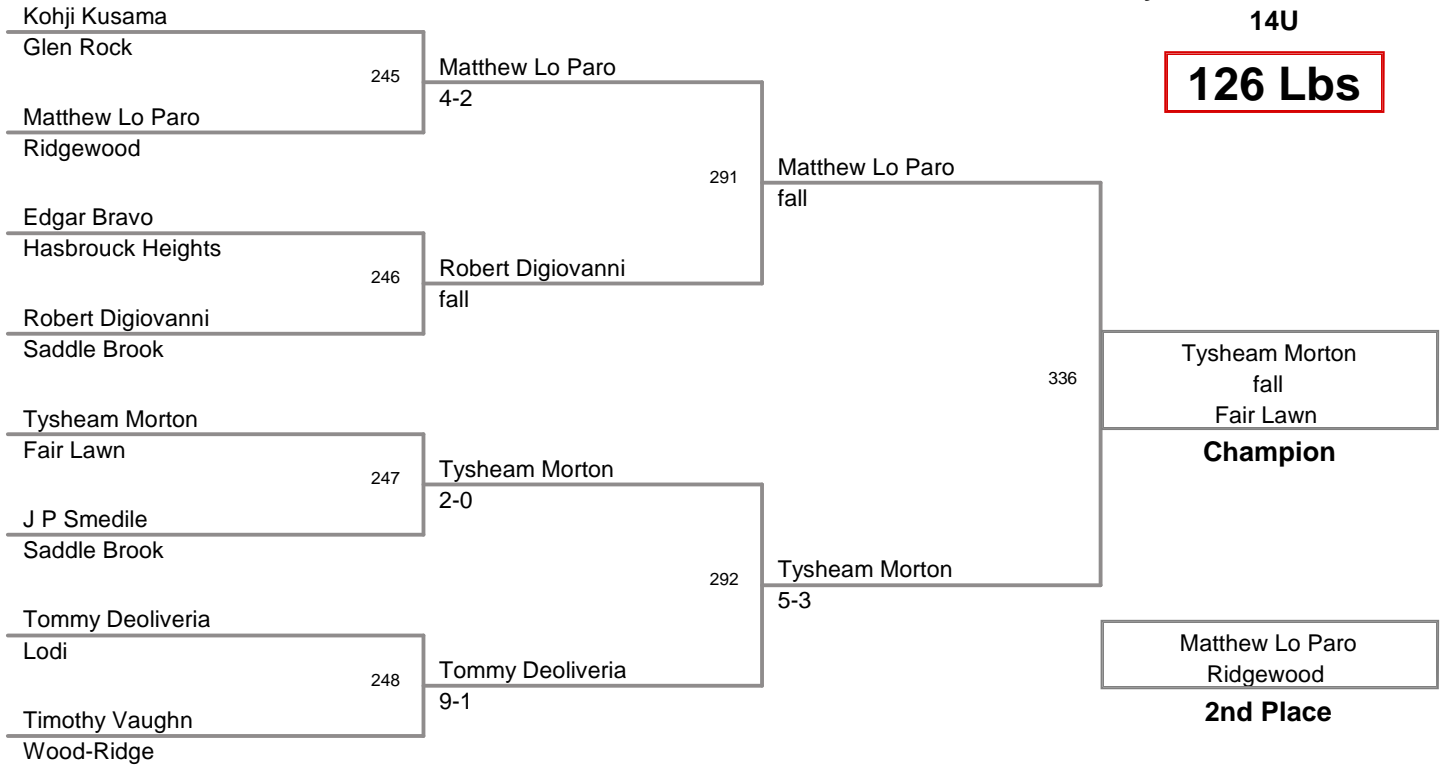 Kohji Kusama
Glen Rock
245
Matthew Lo Paro
Ridgewood
Matthew Lo Paro
4-2
Edgar Bravo
Hasbrouck Heights
246
Robert Digiovanni
Saddle Brook
Robert Digiovanni
fall
291
Matthew Lo Paro
fall
Tysheam Morton
Fair Lawn
247
J P Smedile
Saddle Brook
Tysheam Morton
2-0
Tommy Deoliveria
Lodi
248
Timothy Vaughn
Wood-Ridge
Tommy Deoliveria
9-1
292
Tysheam Morton
5-3
336
14U
126 Lbs
Tysheam Morton
fall
Fair Lawn
Champion
Matthew Lo Paro
Ridgewood
2nd Place